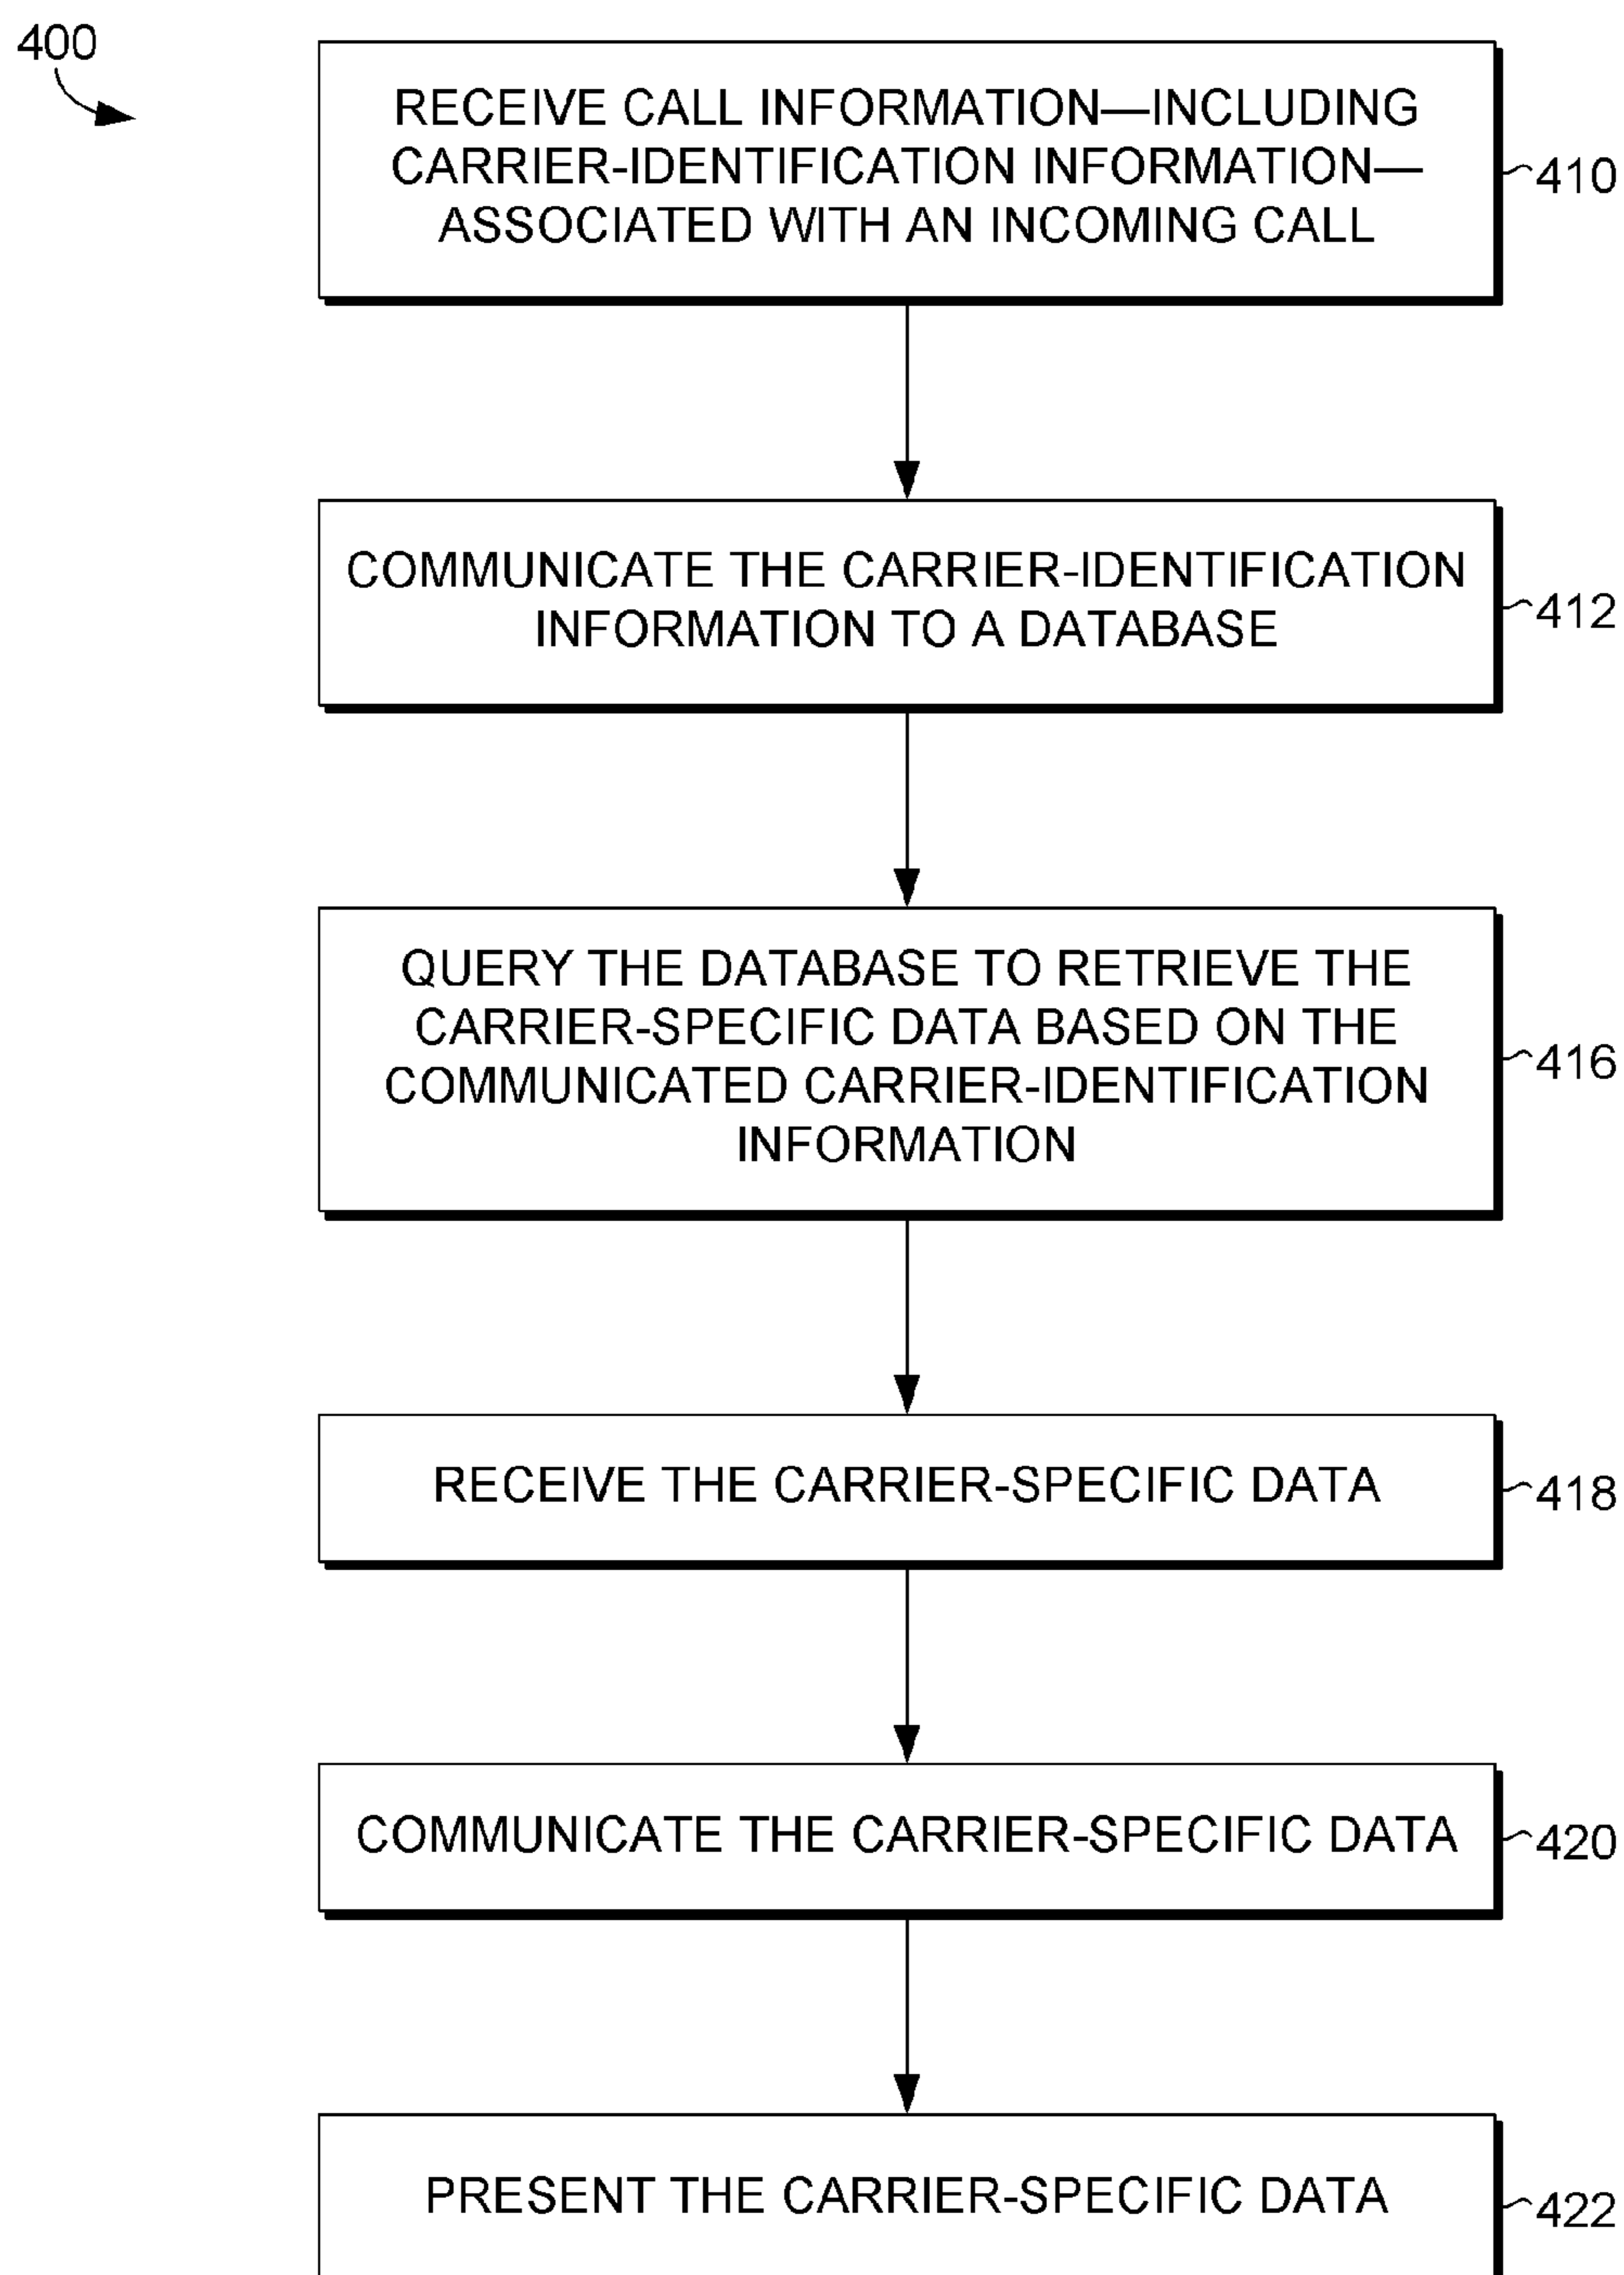 400
RECEIVE CALL INFORMATION—INCLUDING
CARRIER-IDENTIFICATION INFORMATION—
ASSOCIATED WITH AN INCOMING CALL
410
COMMUNICATE THE CARRIER-IDENTIFICATION
INFORMATION TO A DATABASE
412
QUERY THE DATABASE TO RETRIEVE THE
CARRIER-SPECIFIC DATA BASED ON THE
COMMUNICATED CARRIER-IDENTIFICATION
INFORMATION
416
RECEIVE THE CARRIER-SPECIFIC DATA
418
COMMUNICATE THE CARRIER-SPECIFIC DATA
420
PRESENT THE CARRIER-SPECIFIC DATA
422